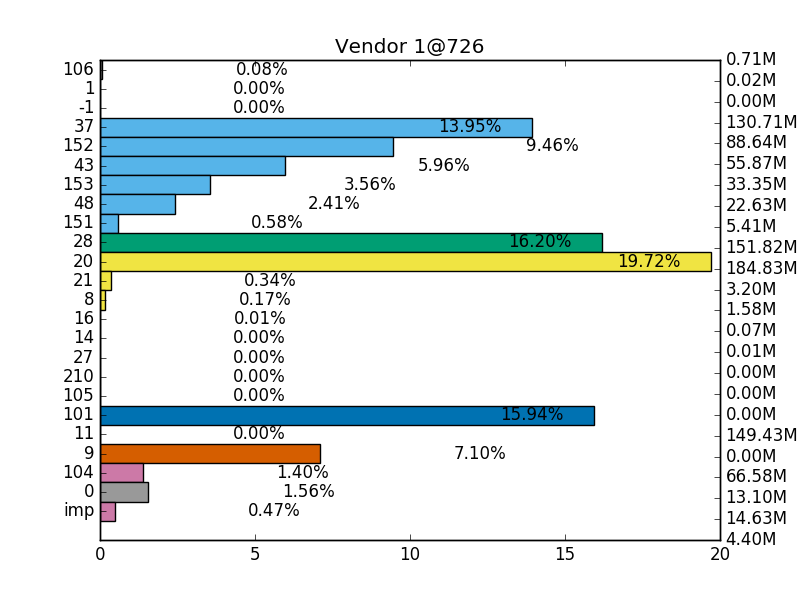 Vendor 1@726
106 0.08% 0.71M
1 0.00% 0.02M
-1 0.00% 0.00M
37 13.95% 130.71M
152 9.46% 88.64M
43 5.96% 55.87M
153 3.56% 33.35M
48 2.41% 22.63M
151 0.58% 5.41M
28 16.20% 151.82M
20 19.72% 184.83M
21 0.34% 3.20M
8 0.17% 1.58M
16 0.01% 0.07M
14 0.00% 0.01M
27 0.00% 0.00M
210 0.00% 0.00M
105 0.00% 0.00M
101 15.94% 149.43M
11 0.00% 0.00M
9 7.10% 66.58M
104 1.40% 13.10M
0 1.56% 14.63M
imp 0.47% 4.40M
0 5 10 15 20